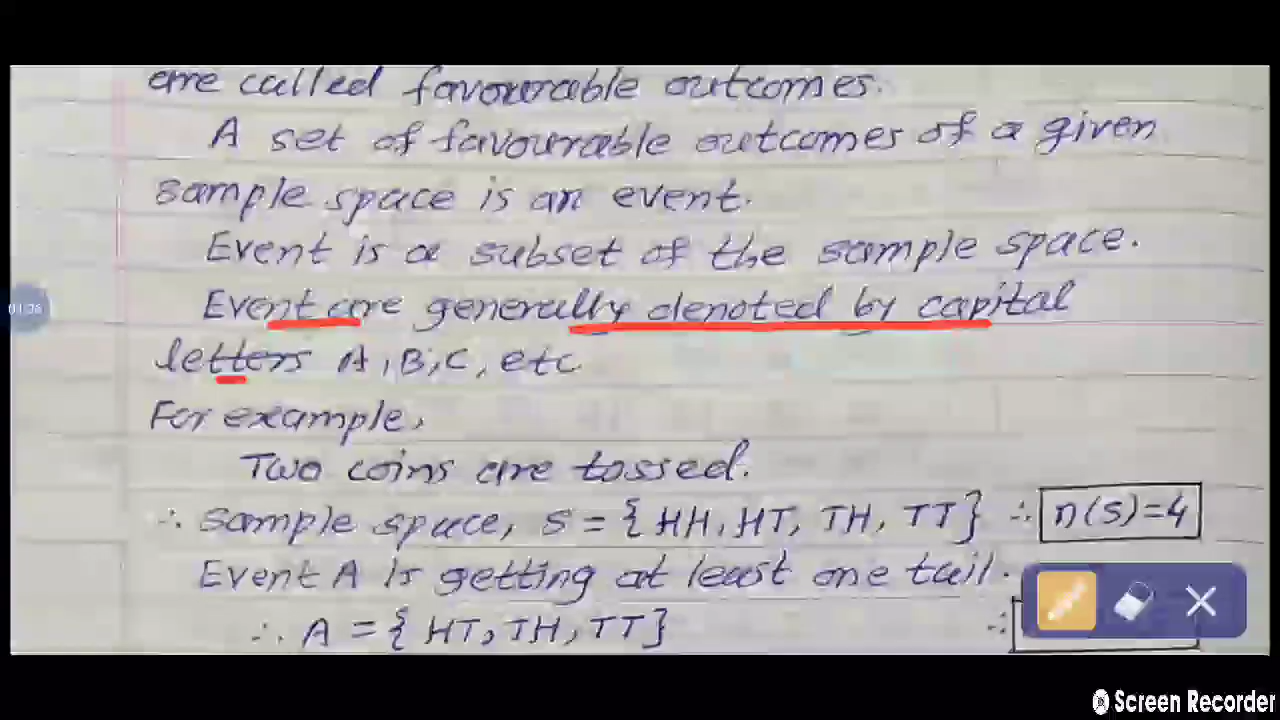 are called favourable outcomes.
A set of favourable outcomes of a given
sample space is an event.
Event is a subset of the sample space.
Event are generally denoted by capital
letters A, B, C, etc
For example,
Two coins are tossed.
∴ sample space, S = {HH, HT, TH, TT} ∴ n(S)=4
Event A is getting at least one tail.
∴ A = {HT, TH, TT} ∴
Screen Recorder